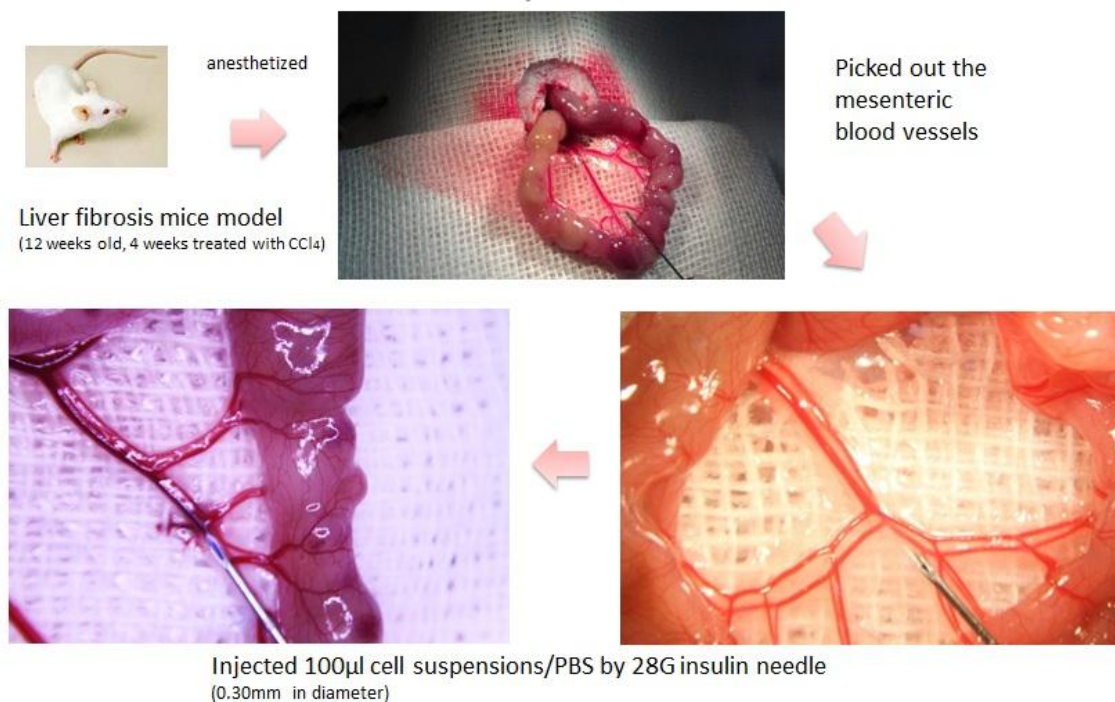 anesthetized
Picked out the
mesenteric
blood vessels
Liver fibrosis mice model
(12 weeks old, 4 weeks treated with CCl₄)
Injected 100µl cell suspensions/PBS by 28G insulin needle
(0.30mm in diameter)